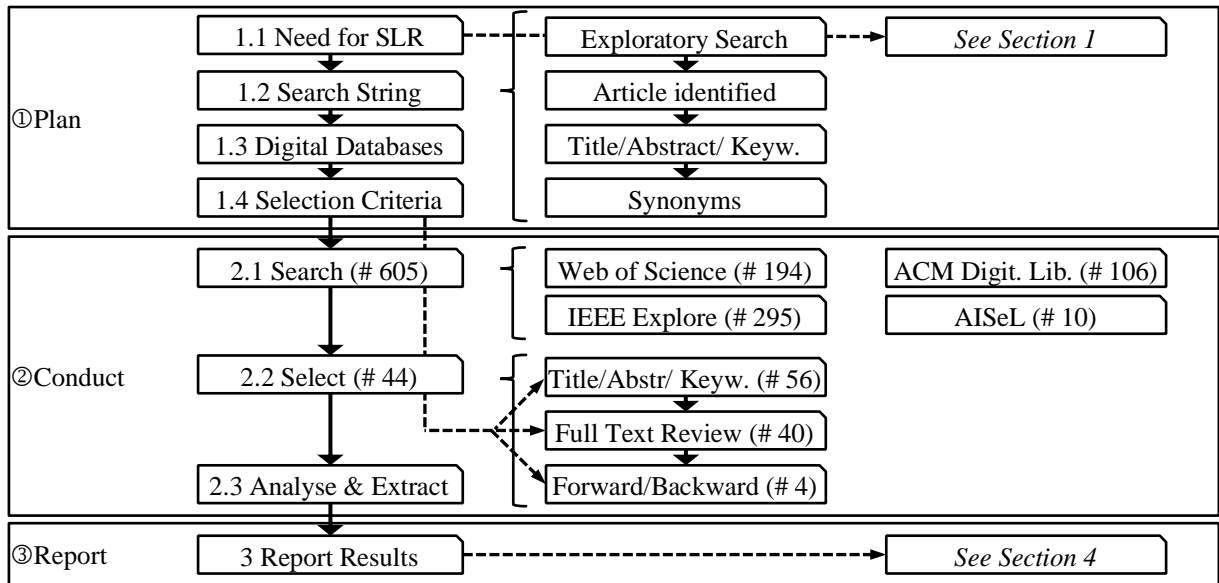 ①Plan
1.1 Need for SLR
Exploratory Search
See Section 1
1.2 Search String
Article identified
1.3 Digital Databases
Title/Abstract/ Keyw.
1.4 Selection Criteria
Synonyms
②Conduct
2.1 Search (# 605)
Web of Science (# 194)
ACM Digit. Lib. (# 106)
IEEE Explore (# 295)
AISeL (# 10)
2.2 Select (# 44)
Title/Abstr/ Keyw. (# 56)
Full Text Review (# 40)
2.3 Analyse & Extract
Forward/Backward (# 4)
③Report
3 Report Results
See Section 4